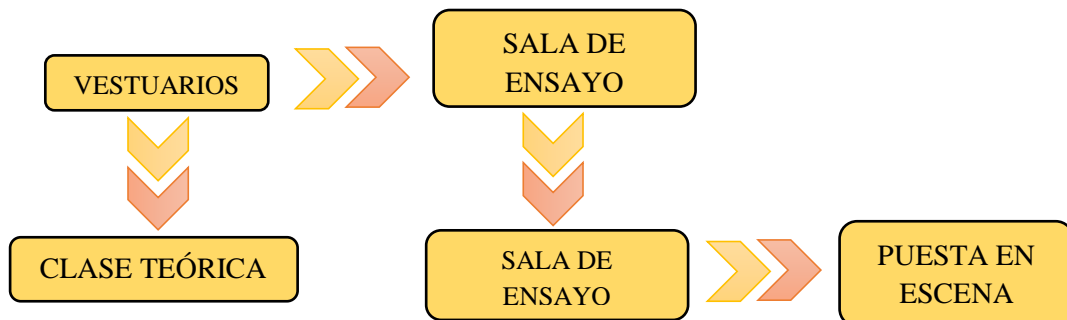 VESTUARIOS
SALA DE
ENSAYO
CLASE TEÓRICA
SALA DE
ENSAYO
PUESTA EN
ESCENA